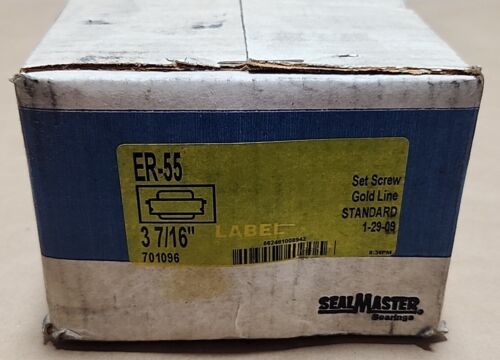 ER-55
Set Screw
Gold Line
STANDARD
1-29-09
3 7/16"
LABEL
701096
SEALMASTER®
Bearings